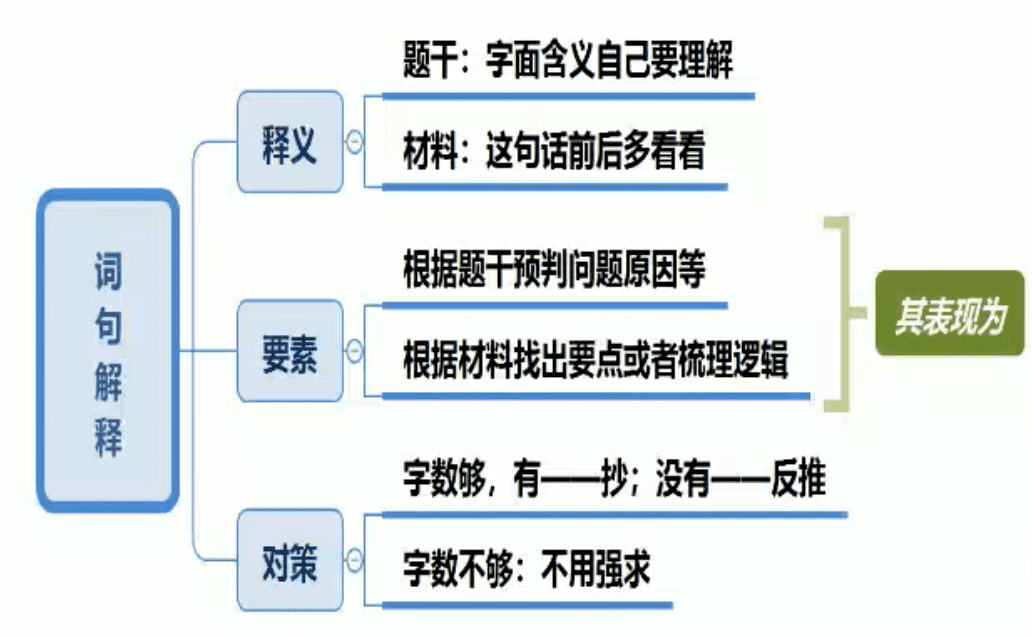 词句解释
释义
题干：字面含义自己要理解
材料：这句话前后多看看
要素
根据题干预判问题原因等
根据材料找出要点或者梳理逻辑
其表现为
对策
字数够，有——抄；没有——反推
字数不够：不用强求